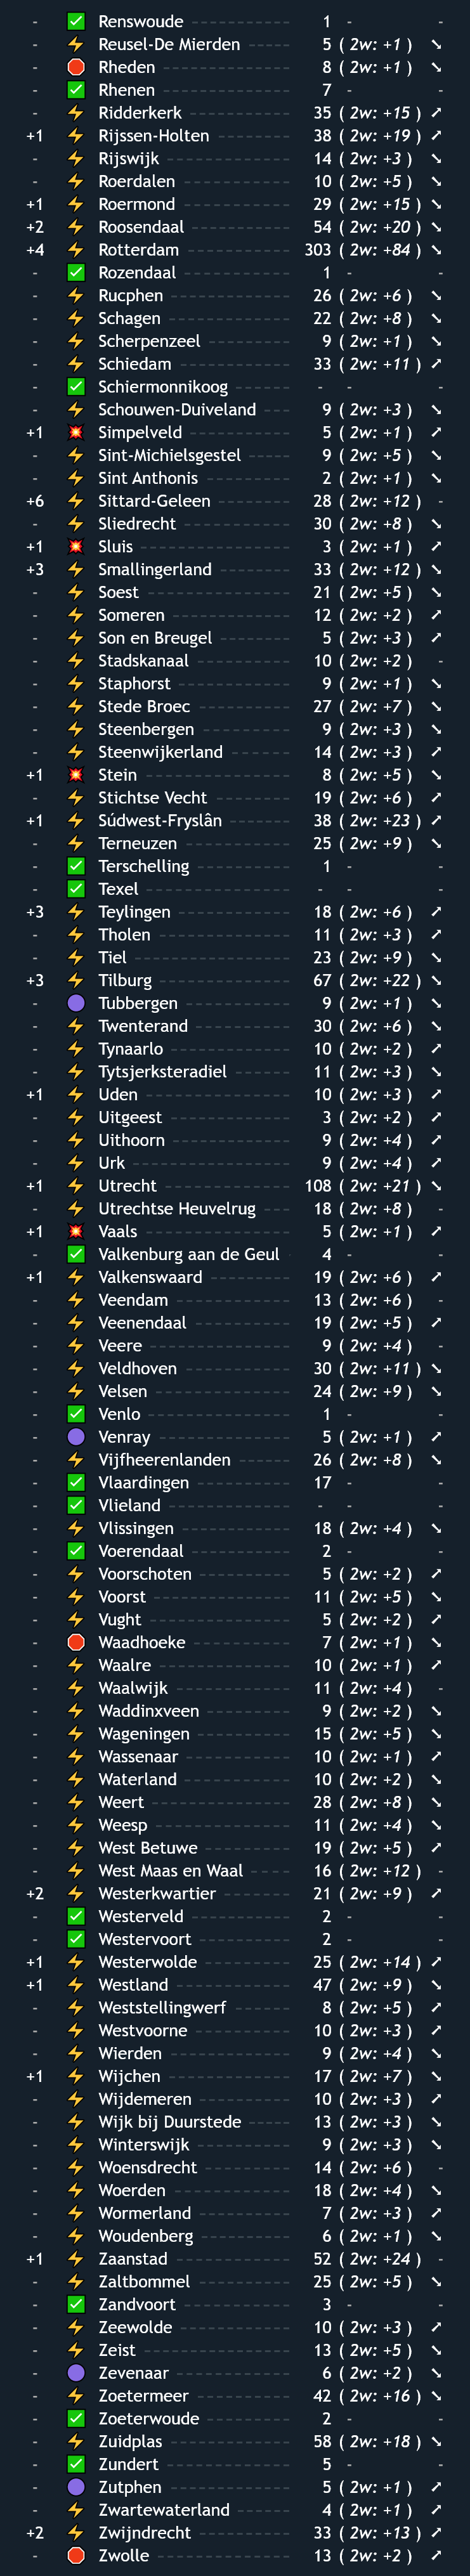 - ✅ Renswoude 1 - -
- ⚡ Reusel-De Mierden 5 ( 2w: +1 ) ↘
- 🛑 Rheden 8 ( 2w: +1 ) ↘
- ✅ Rhenen 7 - -
- ⚡ Ridderkerk 35 ( 2w: +15 ) ↗
+1 ⚡ Rijssen-Holten 38 ( 2w: +19 ) ↗
- ⚡ Rijswijk 14 ( 2w: +3 ) ↘
- ⚡ Roerdalen 10 ( 2w: +5 ) ↘
+1 ⚡ Roermond 29 ( 2w: +15 ) ↘
+2 ⚡ Roosendaal 54 ( 2w: +20 ) ↘
+4 ⚡ Rotterdam 303 ( 2w: +84 ) ↘
- ✅ Rozendaal 1 - -
- ⚡ Rucphen 26 ( 2w: +6 ) ↘
- ⚡ Schagen 22 ( 2w: +8 ) ↘
- ⚡ Scherpenzeel 9 ( 2w: +1 ) ↘
- ⚡ Schiedam 33 ( 2w: +11 ) ↗
- ✅ Schiermonnikoog - - -
- ⚡ Schouwen-Duiveland 9 ( 2w: +3 ) ↘
+1 💥 Simpelveld 5 ( 2w: +1 ) ↗
- ⚡ Sint-Michielsgestel 9 ( 2w: +5 ) ↘
- ⚡ Sint Anthonis 2 ( 2w: +1 ) ↘
+6 ⚡ Sittard-Geleen 28 ( 2w: +12 ) -
- ⚡ Sliedrecht 30 ( 2w: +8 ) ↘
+1 💥 Sluis 3 ( 2w: +1 ) ↗
+3 ⚡ Smallingerland 33 ( 2w: +12 ) ↘
- ⚡ Soest 21 ( 2w: +5 ) ↘
- ⚡ Someren 12 ( 2w: +2 ) ↗
- ⚡ Son en Breugel 5 ( 2w: +3 ) ↗
- ⚡ Stadskanaal 10 ( 2w: +2 ) -
- ⚡ Staphorst 9 ( 2w: +1 ) ↘
- ⚡ Stede Broec 27 ( 2w: +7 ) ↘
- ⚡ Steenbergen 9 ( 2w: +3 ) ↘
- ⚡ Steenwijkerland 14 ( 2w: +3 ) ↗
+1 💥 Stein 8 ( 2w: +5 ) ↘
- ⚡ Stichtse Vecht 19 ( 2w: +6 ) ↗
+1 ⚡ Súdwest-Fryslân 38 ( 2w: +23 ) ↗
- ⚡ Terneuzen 25 ( 2w: +9 ) ↘
- ✅ Terschelling 1 - -
- ✅ Texel - - -
+3 ⚡ Teylingen 18 ( 2w: +6 ) ↗
- ⚡ Tholen 11 ( 2w: +3 ) ↗
- ⚡ Tiel 23 ( 2w: +9 ) ↘
+3 ⚡ Tilburg 67 ( 2w: +22 ) ↘
- 🟣 Tubbergen 9 ( 2w: +1 ) ↘
- ⚡ Twenterand 30 ( 2w: +6 ) ↘
- ⚡ Tynaarlo 10 ( 2w: +2 ) ↗
- ⚡ Tytsjerksteradiel 11 ( 2w: +3 ) ↘
+1 ⚡ Uden 10 ( 2w: +3 ) ↗
- ⚡ Uitgeest 3 ( 2w: +2 ) ↗
- ⚡ Uithoorn 9 ( 2w: +4 ) ↗
- ⚡ Urk 9 ( 2w: +4 ) ↗
+1 ⚡ Utrecht 108 ( 2w: +21 ) ↘
- ⚡ Utrechtse Heuvelrug 18 ( 2w: +8 ) -
+1 💥 Vaals 5 ( 2w: +1 ) ↗
- ✅ Valkenburg aan de Geul 4 - -
+1 ⚡ Valkenswaard 19 ( 2w: +6 ) ↗
- ⚡ Veendam 13 ( 2w: +6 ) -
- ⚡ Veenendaal 19 ( 2w: +5 ) ↗
- ⚡ Veere 9 ( 2w: +4 ) -
- ⚡ Veldhoven 30 ( 2w: +11 ) ↘
- ⚡ Velsen 24 ( 2w: +9 ) ↘
- ✅ Venlo 1 - -
- 🟣 Venray 5 ( 2w: +1 ) ↗
- ⚡ Vijfheerenlanden 26 ( 2w: +8 ) ↘
- ✅ Vlaardingen 17 - -
- ✅ Vlieland - - -
- ⚡ Vlissingen 18 ( 2w: +4 ) ↘
- ✅ Voerendaal 2 - -
- ⚡ Voorschoten 5 ( 2w: +2 ) ↗
- ⚡ Voorst 11 ( 2w: +5 ) ↘
- ⚡ Vught 5 ( 2w: +2 ) ↗
- 🛑 Waadhoeke 7 ( 2w: +1 ) ↘
- ⚡ Waalre 10 ( 2w: +1 ) ↗
- ⚡ Waalwijk 11 ( 2w: +4 ) -
- ⚡ Waddinxveen 9 ( 2w: +2 ) ↘
- ⚡ Wageningen 15 ( 2w: +5 ) ↘
- ⚡ Wassenaar 10 ( 2w: +1 ) ↗
- ⚡ Waterland 10 ( 2w: +2 ) ↘
- ⚡ Weert 28 ( 2w: +8 ) ↘
- ⚡ Weesp 11 ( 2w: +4 ) ↘
- ⚡ West Betuwe 19 ( 2w: +5 ) ↗
- ⚡ West Maas en Waal 16 ( 2w: +12 ) -
+2 ⚡ Westerkwartier 21 ( 2w: +9 ) ↗
- ✅ Westerveld 2 - -
- ✅ Westervoort 2 - -
+1 ⚡ Westerwolde 25 ( 2w: +14 ) ↗
+1 ⚡ Westland 47 ( 2w: +9 ) ↘
- ⚡ Weststellingwerf 8 ( 2w: +5 ) ↗
- ⚡ Westvoorne 10 ( 2w: +3 ) ↗
- ⚡ Wierden 9 ( 2w: +4 ) ↘
+1 ⚡ Wijchen 17 ( 2w: +7 ) ↘
- ⚡ Wijdemeren 10 ( 2w: +3 ) ↗
- ⚡ Wijk bij Duurstede 13 ( 2w: +3 ) ↘
- ⚡ Winterswijk 9 ( 2w: +3 ) ↘
- ⚡ Woensdrecht 14 ( 2w: +6 ) -
- ⚡ Woerden 18 ( 2w: +4 ) ↘
- ⚡ Wormerland 7 ( 2w: +3 ) ↗
- ⚡ Woudenberg 6 ( 2w: +1 ) ↘
+1 ⚡ Zaanstad 52 ( 2w: +24 ) -
- ⚡ Zaltbommel 25 ( 2w: +5 ) ↘
- ✅ Zandvoort 3 - -
- ⚡ Zeewolde 10 ( 2w: +3 ) ↗
- ⚡ Zeist 13 ( 2w: +5 ) ↘
- 🟣 Zevenaar 6 ( 2w: +2 ) ↘
- ⚡ Zoetermeer 42 ( 2w: +16 ) ↘
- ✅ Zoeterwoude 2 - -
- ⚡ Zuidplas 58 ( 2w: +18 ) ↘
- ✅ Zundert 5 - -
- 🟣 Zutphen 5 ( 2w: +1 ) ↗
- ⚡ Zwartewaterland 4 ( 2w: +1 ) ↗
+2 ⚡ Zwijndrecht 33 ( 2w: +13 ) ↗
- 🛑 Zwolle 13 ( 2w: +2 ) ↗